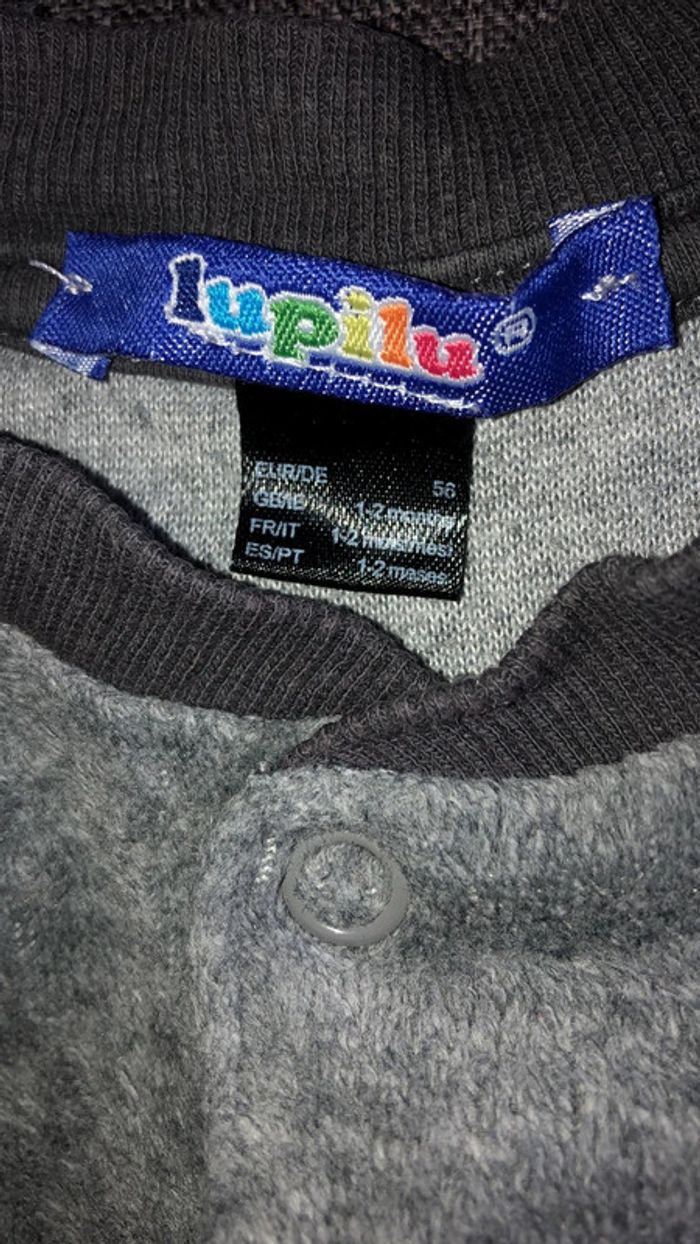 lupilu®
EUR/DE 56
GB/IE 1-2 months
FR/IT 1-2 mois/mesi
ES/PT 1-2 mases